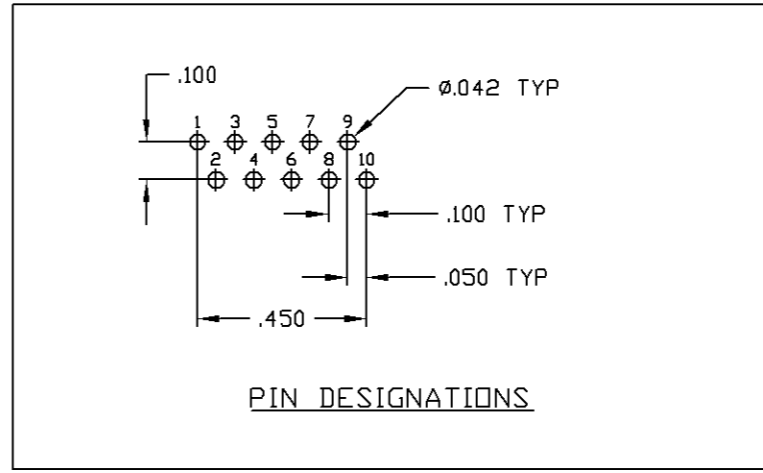 .100
Ø.042 TYP
1 3 5 7 9
2 4 6 8 10
.100 TYP
.050 TYP
.450
PIN DESIGNATIONS